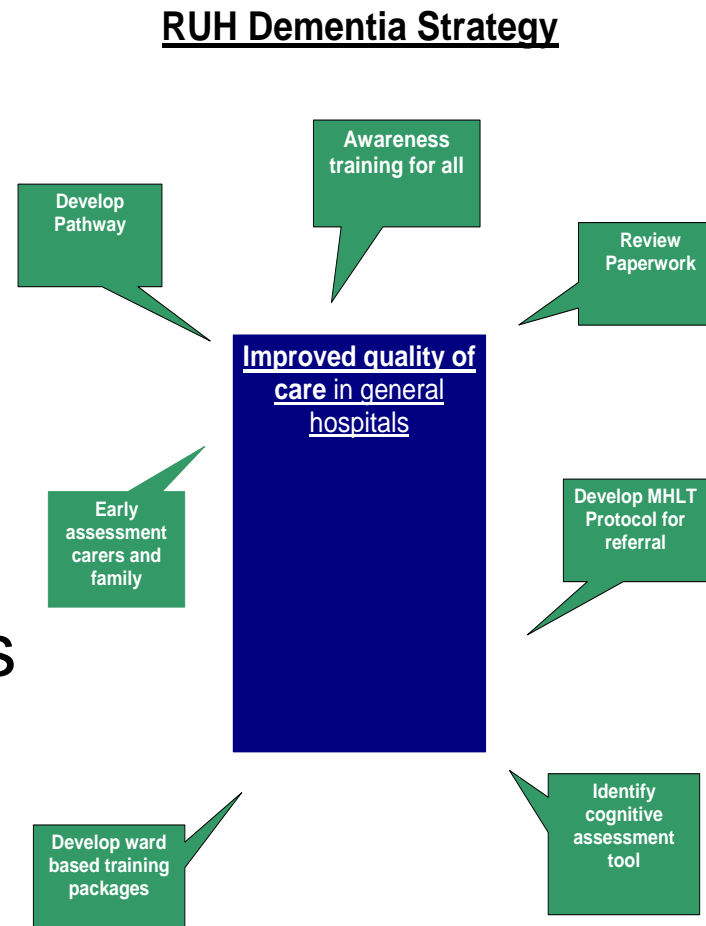 RUH Dementia Strategy
Awareness
training for all
Develop
Pathway
Review
Paperwork
Improved quality of
care in general
hospitals
Early
assessment
carers and
family
Develop MHLT
Protocol for
referral
s
Identify
cognitive
assessment
tool
Develop ward
based training
packages